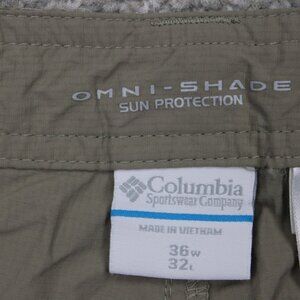 OMNI-SHADE
SUN PROTECTION
Columbia
Sportswear Company
MADE IN VIETNAM
36W
32L